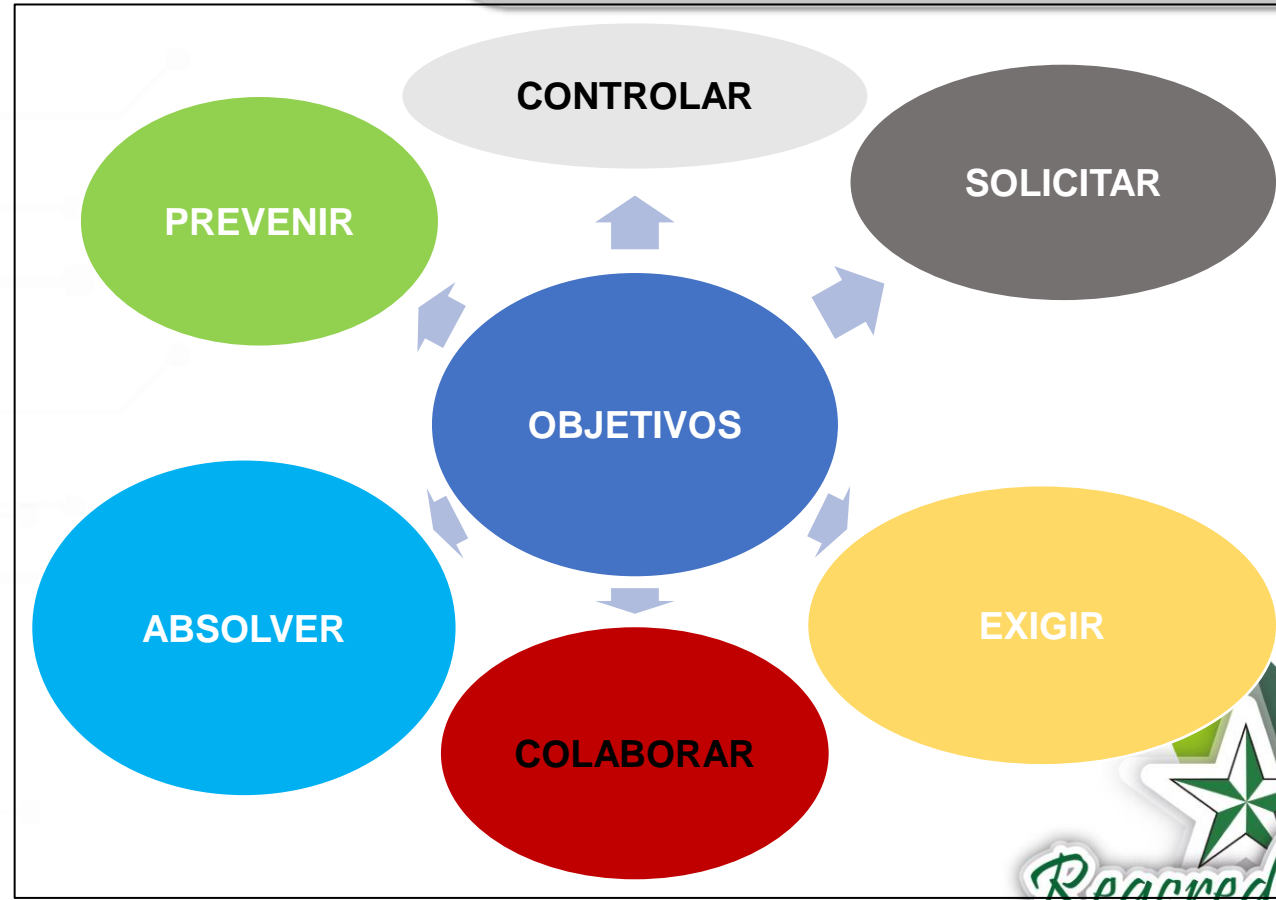 CONTROLAR
SOLICITAR
PREVENIR
OBJETIVOS
ABSOLVER
EXIGIR
COLABORAR